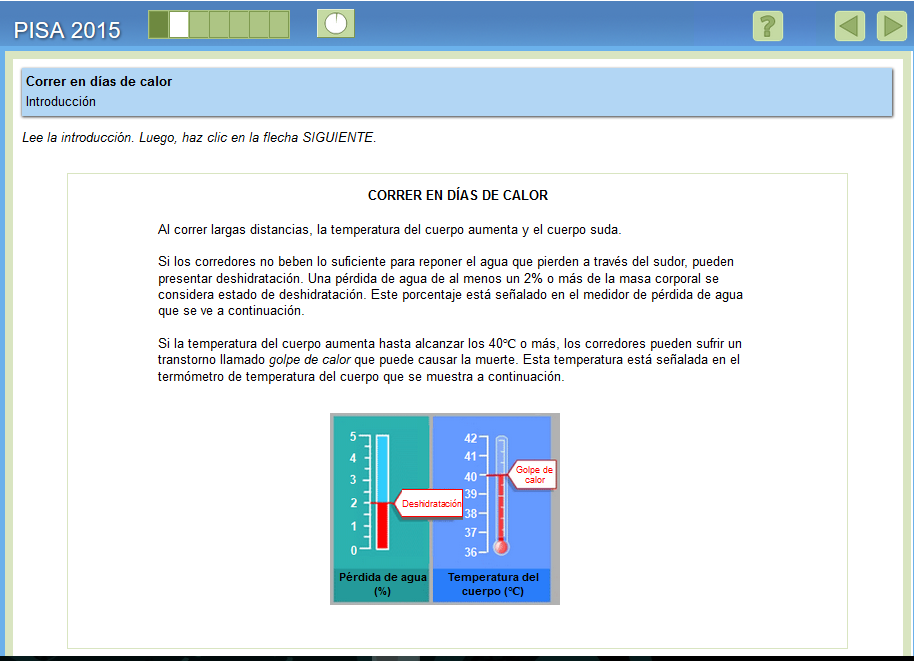 PISA 2015
?
Correr en días de calor
Introducción
Lee la introducción. Luego, haz clic en la flecha SIGUIENTE.
CORRER EN DÍAS DE CALOR
Al correr largas distancias, la temperatura del cuerpo aumenta y el cuerpo suda.
Si los corredores no beben lo suficiente para reponer el agua que pierden a través del sudor, pueden
presentar deshidratación. Una pérdida de agua de al menos un 2% o más de la masa corporal se
considera estado de deshidratación. Este porcentaje está señalado en el medidor de pérdida de agua
que se ve a continuación.
Si la temperatura del cuerpo aumenta hasta alcanzar los 40°C o más, los corredores pueden sufrir un
transtorno llamado golpe de calor que puede causar la muerte. Esta temperatura está señalada en el
termómetro de temperatura del cuerpo que se muestra a continuación.
5
4
3
2
1
0
Deshidratación
Pérdida de agua
(%)
42
41
40
39
38
37
36
Golpe de
calor
Temperatura del
cuerpo (°C)